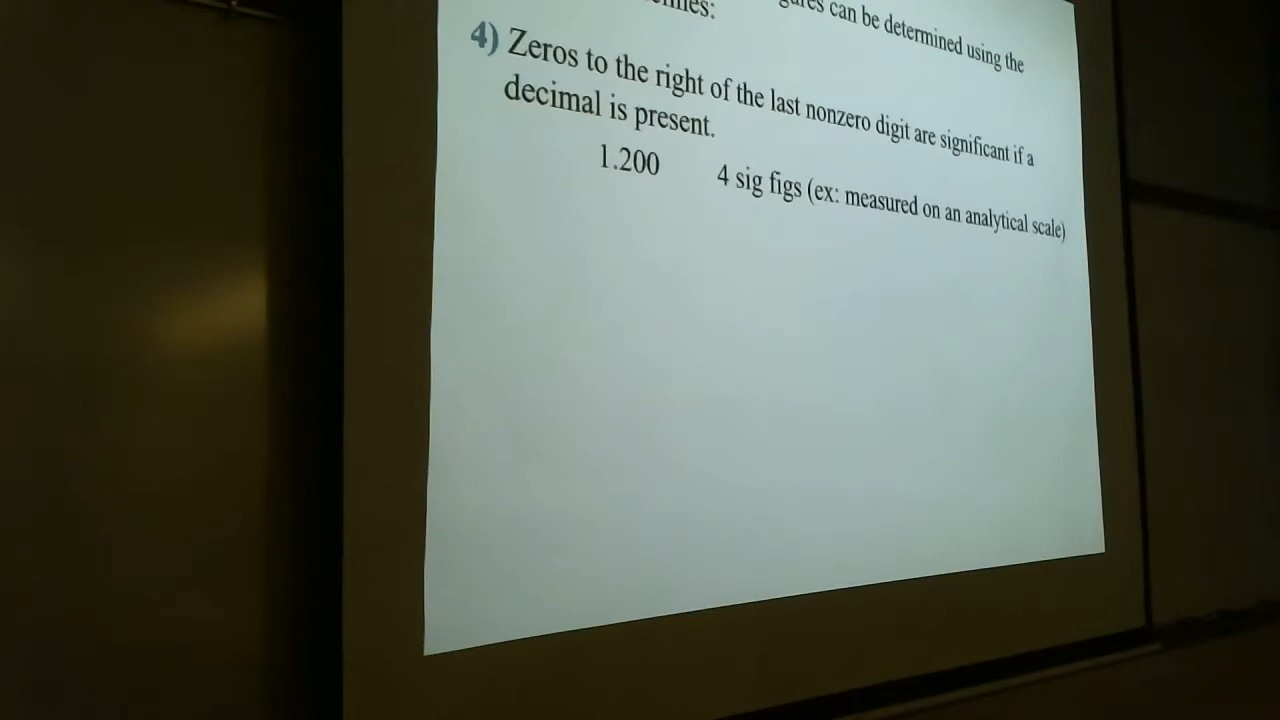 can be determined using the
4) Zeros to the right of the last nonzero digit are significant if a
decimal is present.
1.200 4 sig figs (ex: measured on an analytical scale)